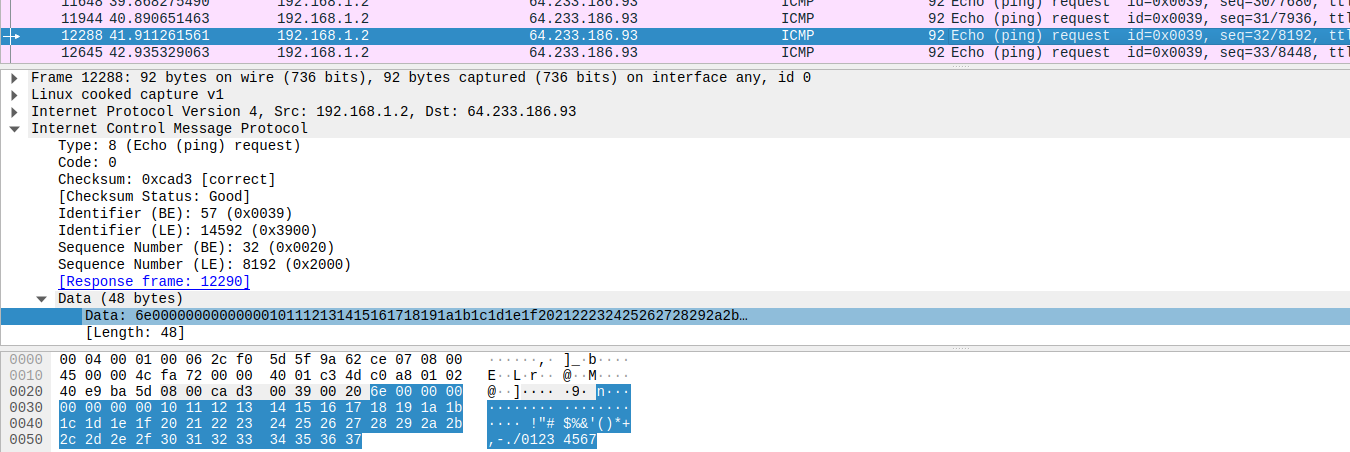 11648 39.868275490 192.168.1.2 64.233.186.93 ICMP 92 Echo (ping) request id=0x0039, seq=30/7680, ttl
11944 40.890651463 192.168.1.2 64.233.186.93 ICMP 92 Echo (ping) request id=0x0039, seq=31/7936, ttl
12288 41.911261561 192.168.1.2 64.233.186.93 ICMP 92 Echo (ping) request id=0x0039, seq=32/8192, ttl
12645 42.935329063 192.168.1.2 64.233.186.93 ICMP 92 Echo (ping) request id=0x0039, seq=33/8448, ttl
Frame 12288: 92 bytes on wire (736 bits), 92 bytes captured (736 bits) on interface any, id 0
Linux cooked capture v1
Internet Protocol Version 4, Src: 192.168.1.2, Dst: 64.233.186.93
Internet Control Message Protocol
Type: 8 (Echo (ping) request)
Code: 0
Checksum: 0xcad3 [correct]
[Checksum Status: Good]
Identifier (BE): 57 (0x0039)
Identifier (LE): 14592 (0x3900)
Sequence Number (BE): 32 (0x0020)
Sequence Number (LE): 8192 (0x2000)
[Response frame: 12290]
Data (48 bytes)
Data: 6e00000000000000101112131415161718191a1b1c1d1e1f202122232425262728292a2b…
[Length: 48]
0000 00 04 00 01 00 06 2c f0 5d 5f 9a 62 ce 07 08 00 ······,· ]_·b····
0010 45 00 00 4c fa 72 00 00 40 01 c3 4d c0 a8 01 02 E··L·r·· @··M····
0020 40 e9 ba 5d 08 00 ca d3 00 39 00 20 6e 00 00 00 @··]···· ·9· n···
0030 00 00 00 00 10 11 12 13 14 15 16 17 18 19 1a 1b ········ ········
0040 1c 1d 1e 1f 20 21 22 23 24 25 26 27 28 29 2a 2b ···· !"# $%&'()*+
0050 2c 2d 2e 2f 30 31 32 33 34 35 36 37 ,-./0123 4567